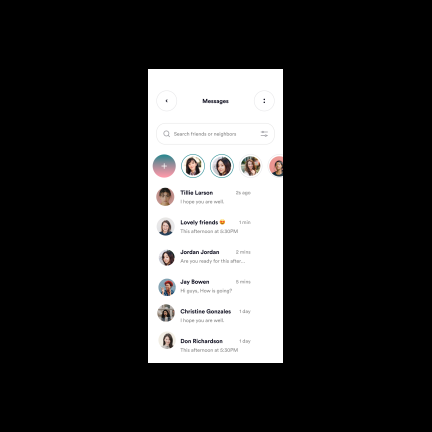 Messages
Search friends or neighbors
Tillie Larson 2s ago
I hope you are well.
Lovely friends 😍 1 min
This afternoon at 5:30PM
Jordan Jordan 2 mins
Are you ready for this after...
Jay Bowen 5 mins
Hi guys, How is going?
Christine Gonzales 1 day
I hope you are well.
Don Richardson 1 day
This afternoon at 5:30PM